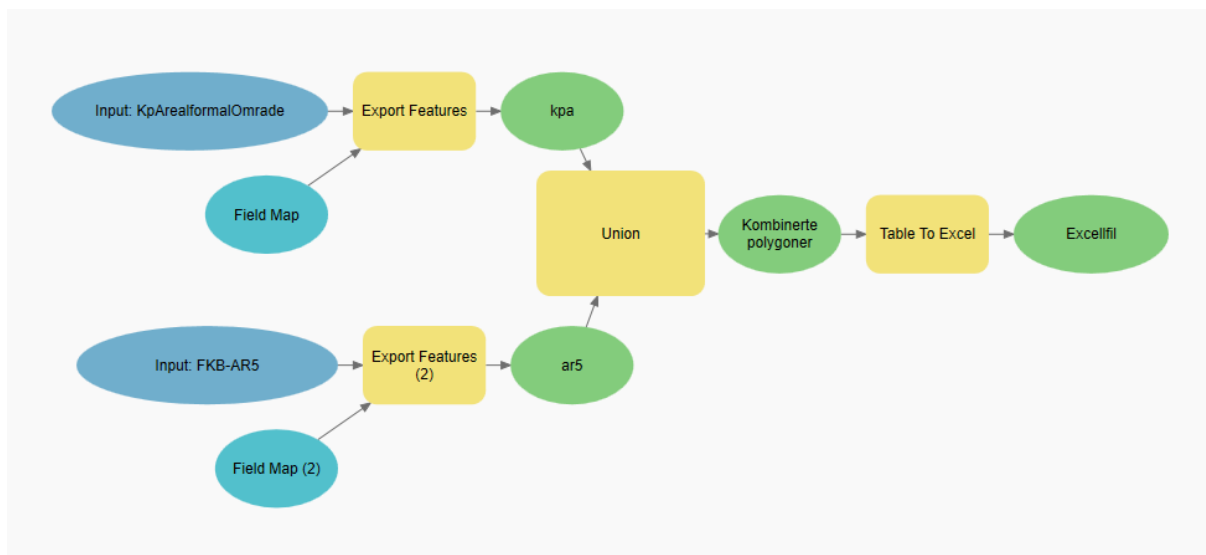 Input: KpArealformalOmrade
Export Features
kpa
Field Map
Union
Kombinerte
polygoner
Table To Excel
Excellfil
Input: FKB-AR5
Export Features
(2)
ar5
Field Map (2)